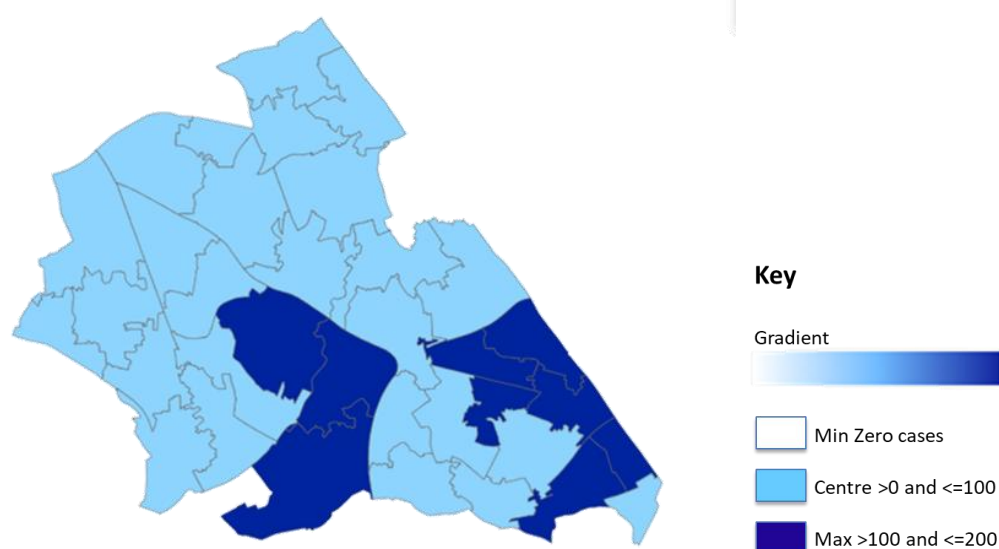 Key
Gradient
Min Zero cases
Centre >0 and <=100
Max >100 and <=200